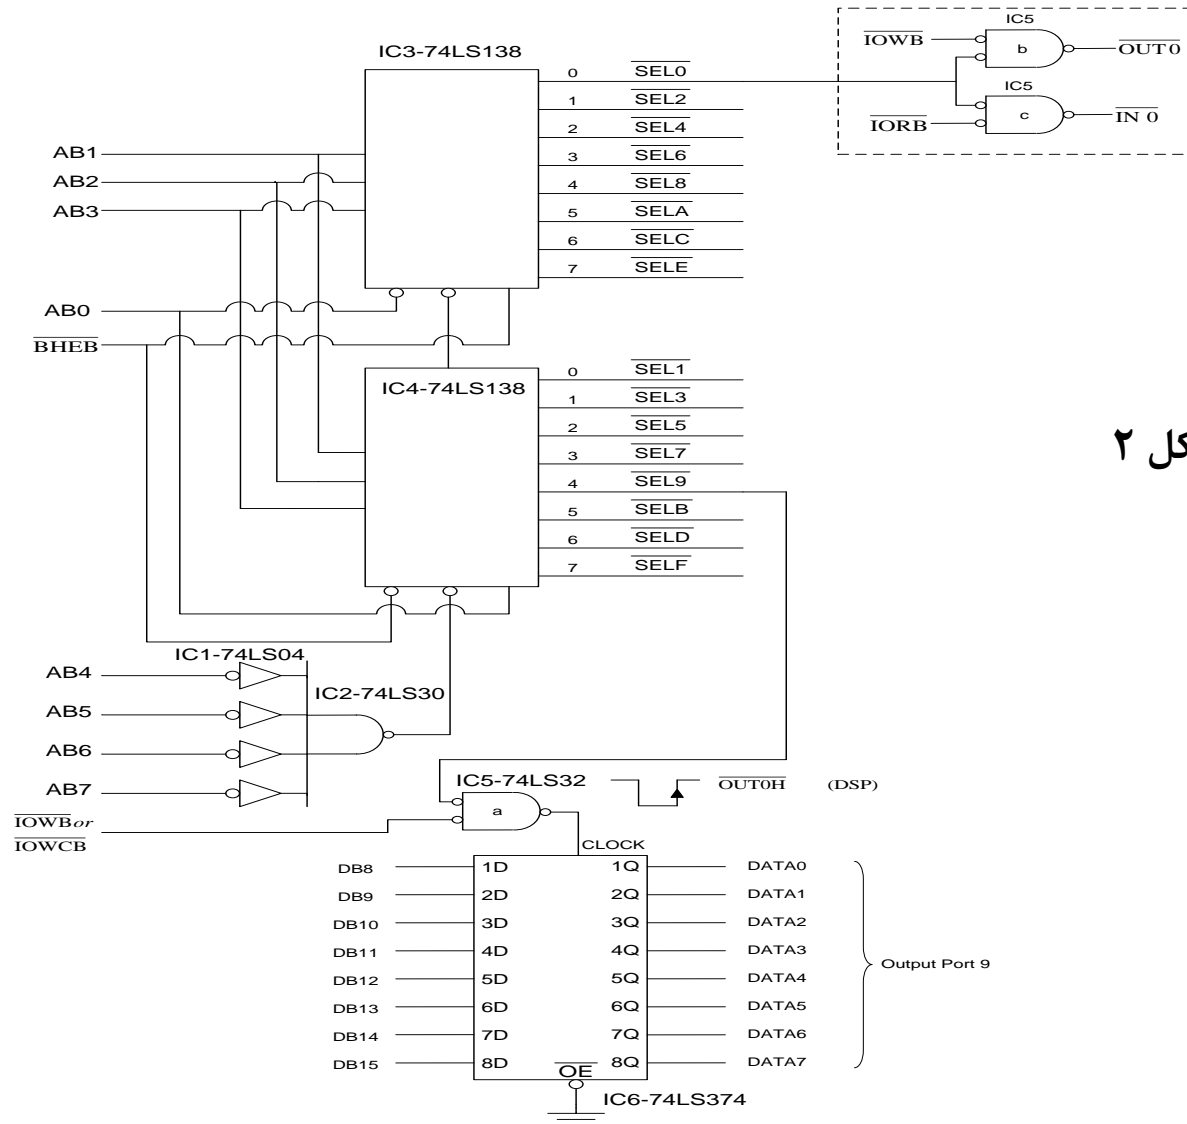 IC5
IOWB
b
OUT0
IC5
c
IORB
IN 0
IC3-74LS138
0 SEL0
1 SEL2
2 SEL4
3 SEL6
4 SEL8
5 SELA
6 SELC
7 SELE
AB1
AB2
AB3
AB0
BHEB
IC4-74LS138
0 SEL1
1 SEL3
2 SEL5
3 SEL7
4 SEL9
5 SELB
6 SELD
7 SELF
کل ۲
IC1-74LS04
AB4
AB5
AB6
AB7
IC2-74LS30
IOWBor
IOWCB
IC5-74LS32
a
OUT0H (DSP)
CLOCK
DB8 1D 1Q DATA0
DB9 2D 2Q DATA1
DB10 3D 3Q DATA2
DB11 4D 4Q DATA3
DB12 5D 5Q DATA4
DB13 6D 6Q DATA5
DB14 7D 7Q DATA6
DB15 8D 8Q DATA7
Output Port 9
OE
IC6-74LS374